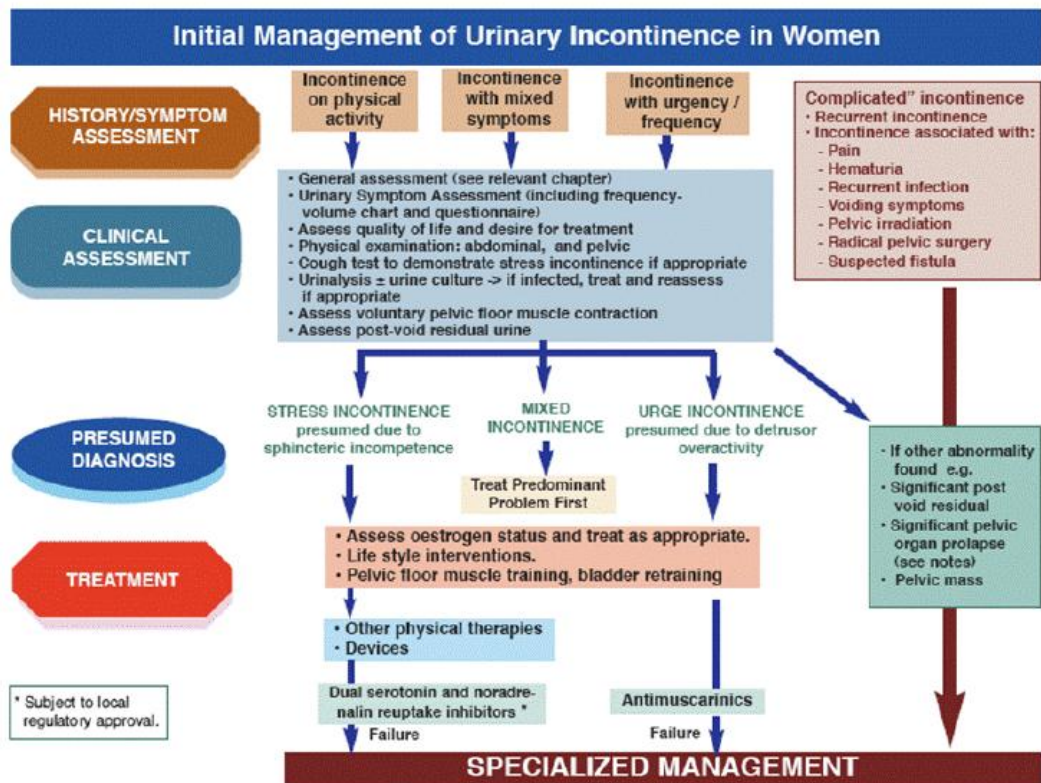 Initial Management of Urinary Incontinence in Women
HISTORY/SYMPTOM
ASSESSMENT
Incontinence
on physical
activity
Incontinence
with mixed
symptoms
Incontinence
with urgency /
frequency
Complicated” incontinence
• Recurrent incontinence
• Incontinence associated with:
- Pain
- Hematuria
- Recurrent infection
- Voiding symptoms
- Pelvic irradiation
- Radical pelvic surgery
- Suspected fistula
CLINICAL
ASSESSMENT
• General assessment (see relevant chapter)
• Urinary Symptom Assessment (including frequency-
volume chart and questionnaire)
• Assess quality of life and desire for treatment
• Physical examination: abdominal, and pelvic
• Cough test to demonstrate stress incontinence if appropriate
• Urinalysis ± urine culture -> if infected, treat and reassess
if appropriate
• Assess voluntary pelvic floor muscle contraction
• Assess post-void residual urine
PRESUMED
DIAGNOSIS
STRESS INCONTINENCE
presumed due to
sphincteric incompetence
MIXED
INCONTINENCE
URGE INCONTINENCE
presumed due to detrusor
overactivity
Treat Predominant
Problem First
• If other abnormality
found e.g.
• Significant post
void residual
• Significant pelvic
organ prolapse
(see notes)
• Pelvic mass
TREATMENT
• Assess oestrogen status and treat as appropriate.
• Life style interventions.
• Pelvic floor muscle training, bladder retraining
• Other physical therapies
• Devices
* Subject to local
regulatory approval.
Dual serotonin and noradre-
nalin reuptake inhibitors *
Failure
Antimuscarinics
Failure
SPECIALIZED MANAGEMENT